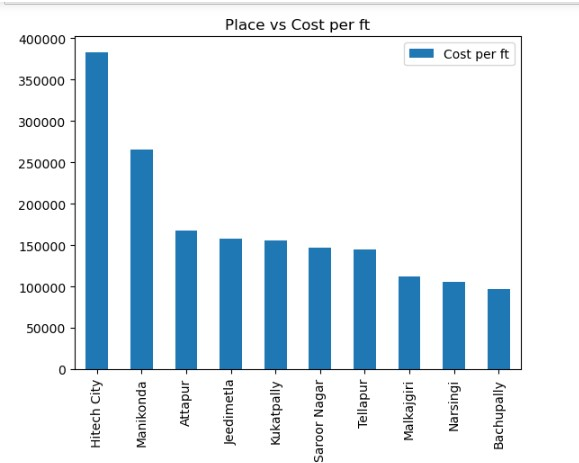 Place vs Cost per ft
Cost per ft
400000
350000
300000
250000
200000
150000
100000
50000
0
Hitech City
Manikonda
Attapur
Jeedimetla
Kukatpally
Saroor Nagar
Tellapur
Malkajgiri
Narsingi
Bachupally